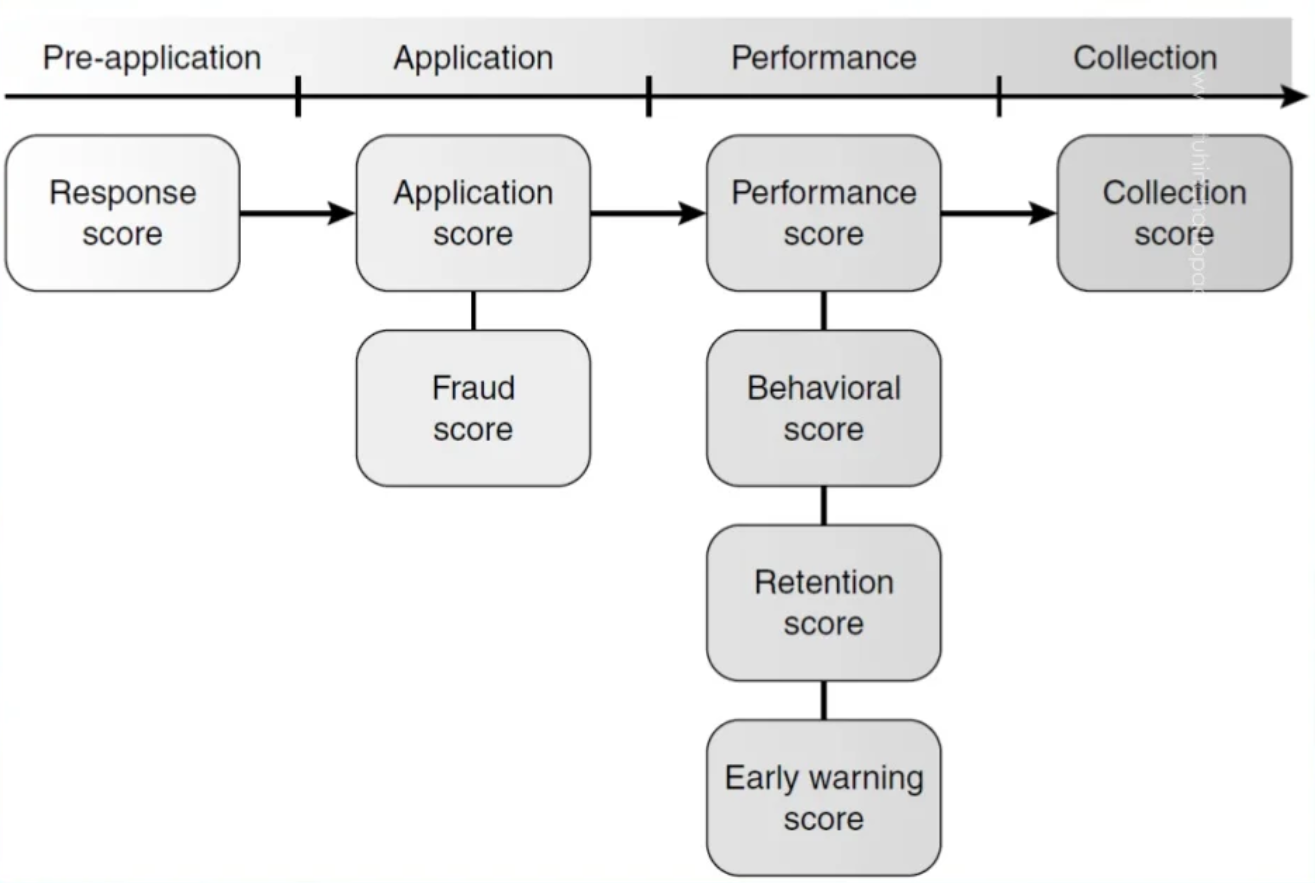 Pre-application
Application
Performance
Collection
Response
score
Application
score
Performance
score
Collection
score
Fraud
score
Behavioral
score
Retention
score
Early warning
score